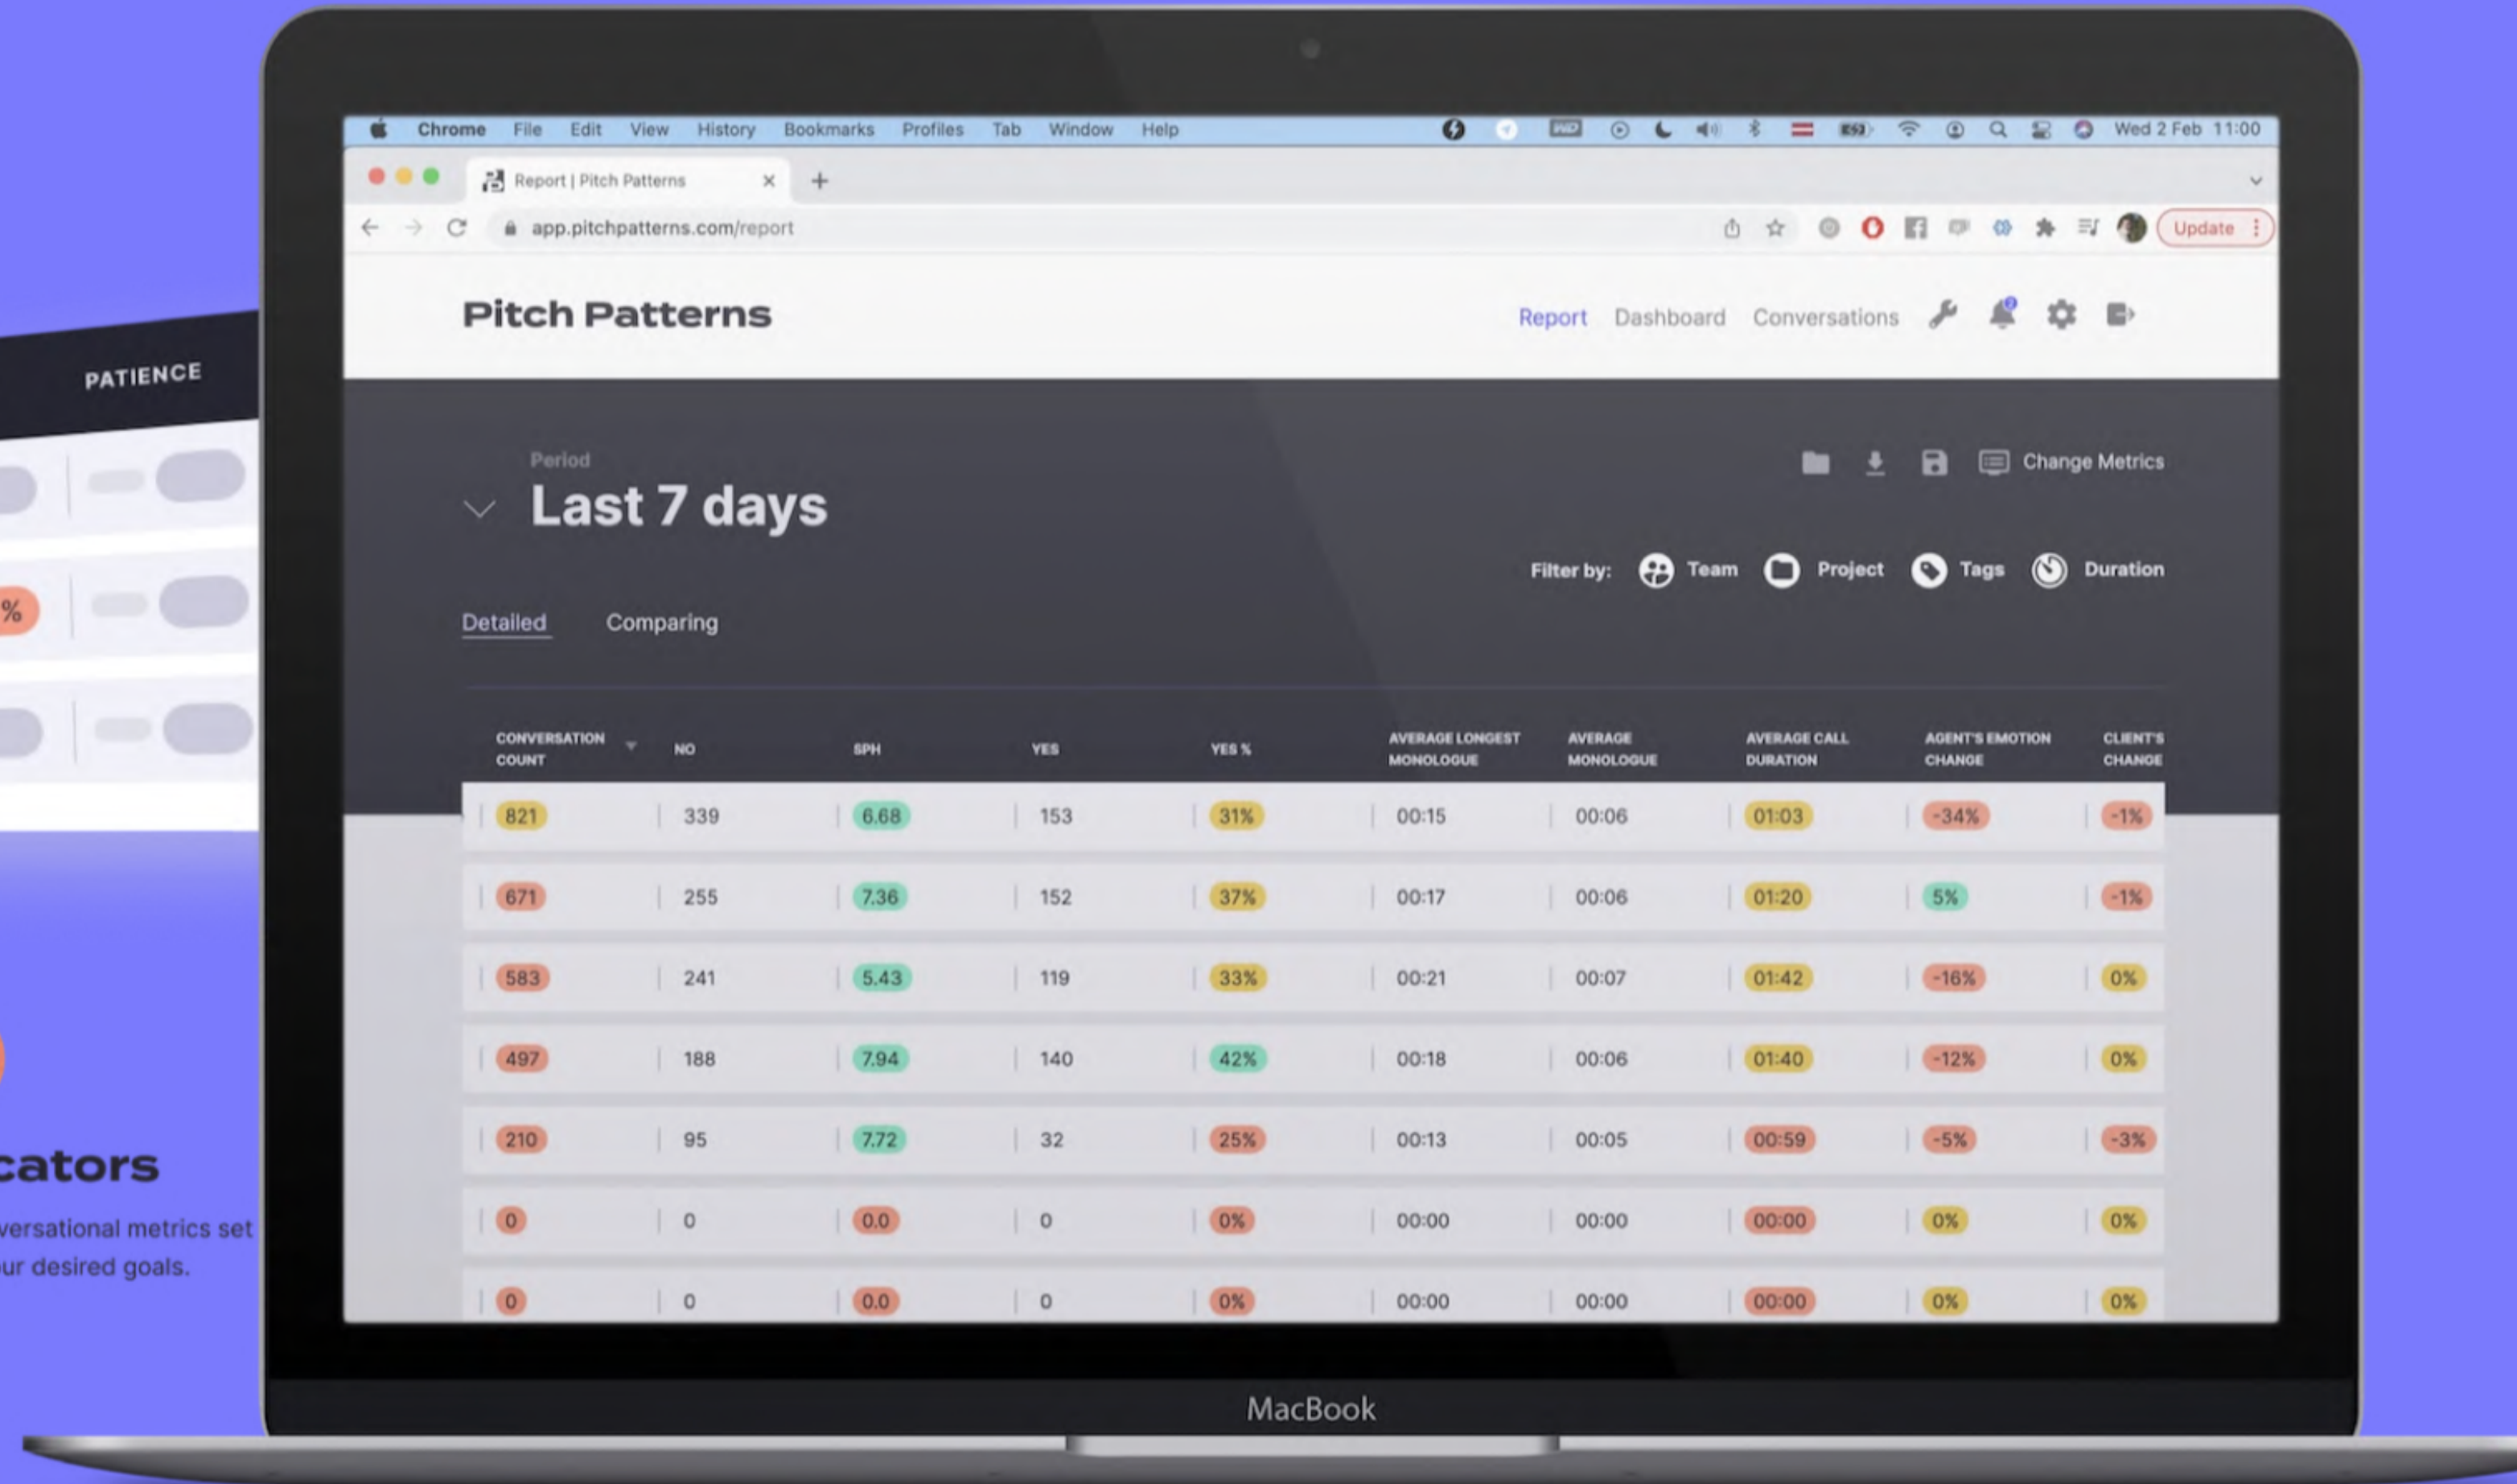 PATIENCE
%
cators
versational metrics set
ur desired goals.
Chrome File Edit View History Bookmarks Profiles Tab Window Help Wed 2 Feb 11:00
Report | Pitch Patterns
app.pitchpatterns.com/report
Update
Pitch Patterns
Report Dashboard Conversations
Period
Last 7 days
Change Metrics
Filter by: Team Project Tags Duration
Detailed Comparing
CONVERSATION COUNT NO SPH YES YES % AVERAGE LONGEST MONOLOGUE AVERAGE MONOLOGUE AVERAGE CALL DURATION AGENT'S EMOTION CHANGE CLIENT'S CHANGE
821 339 6.68 153 31% 00:15 00:06 01:03 -34% -1%
671 255 7.36 152 37% 00:17 00:06 01:20 5% -1%
583 241 5.43 119 33% 00:21 00:07 01:42 -16% 0%
497 188 7.94 140 42% 00:18 00:06 01:40 -12% 0%
210 95 7.72 32 25% 00:13 00:05 00:59 -5% -3%
0 0 0.0 0 0% 00:00 00:00 00:00 0% 0%
0 0 0.0 0 0% 00:00 00:00 00:00 0% 0%
MacBook